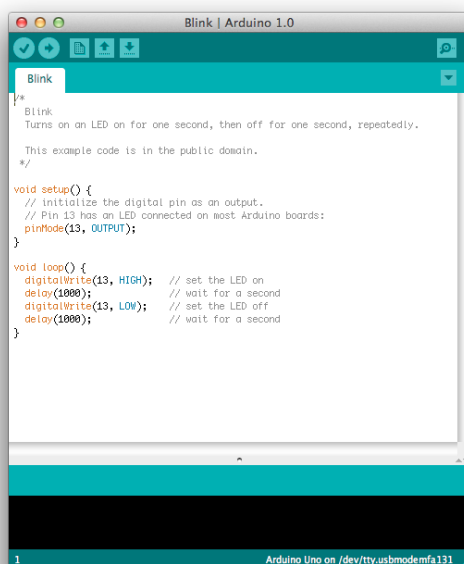 Blink | Arduino 1.0
Blink
/*
  Blink
  Turns on an LED on for one second, then off for one second, repeatedly.

  This example code is in the public domain.
 */

void setup() {
  // initialize the digital pin as an output.
  // Pin 13 has an LED connected on most Arduino boards:
  pinMode(13, OUTPUT);
}

void loop() {
  digitalWrite(13, HIGH);   // set the LED on
  delay(1000);              // wait for a second
  digitalWrite(13, LOW);    // set the LED off
  delay(1000);              // wait for a second
}
1
Arduino Uno on /dev/tty.usbmodemfa131